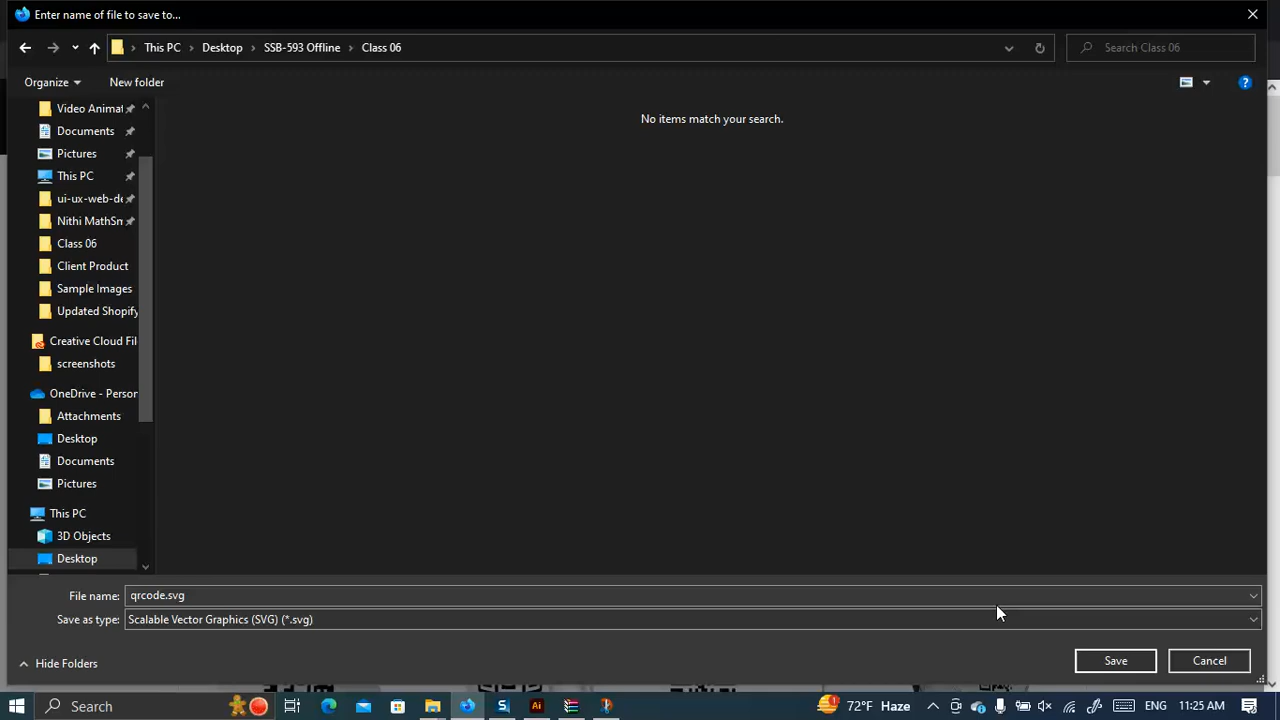 Enter name of file to save to...
This PC > Desktop > SSB-593 Offline > Class 06
Search Class 06
Organize
New folder
Video Animat
Documents
Pictures
This PC
ui-ux-web-de
Nithi MathSm
Class 06
Client Product
Sample Images
Updated Shopify
Creative Cloud Fil
screenshots
OneDrive - Person
Attachments
Desktop
Documents
Pictures
This PC
3D Objects
Desktop
No items match your search.
File name: qrcode.svg
Save as type: Scalable Vector Graphics (SVG) (*.svg)
Hide Folders
Save
Cancel
Search
S
Ai
1
72°F Haze
ENG
11:25 AM